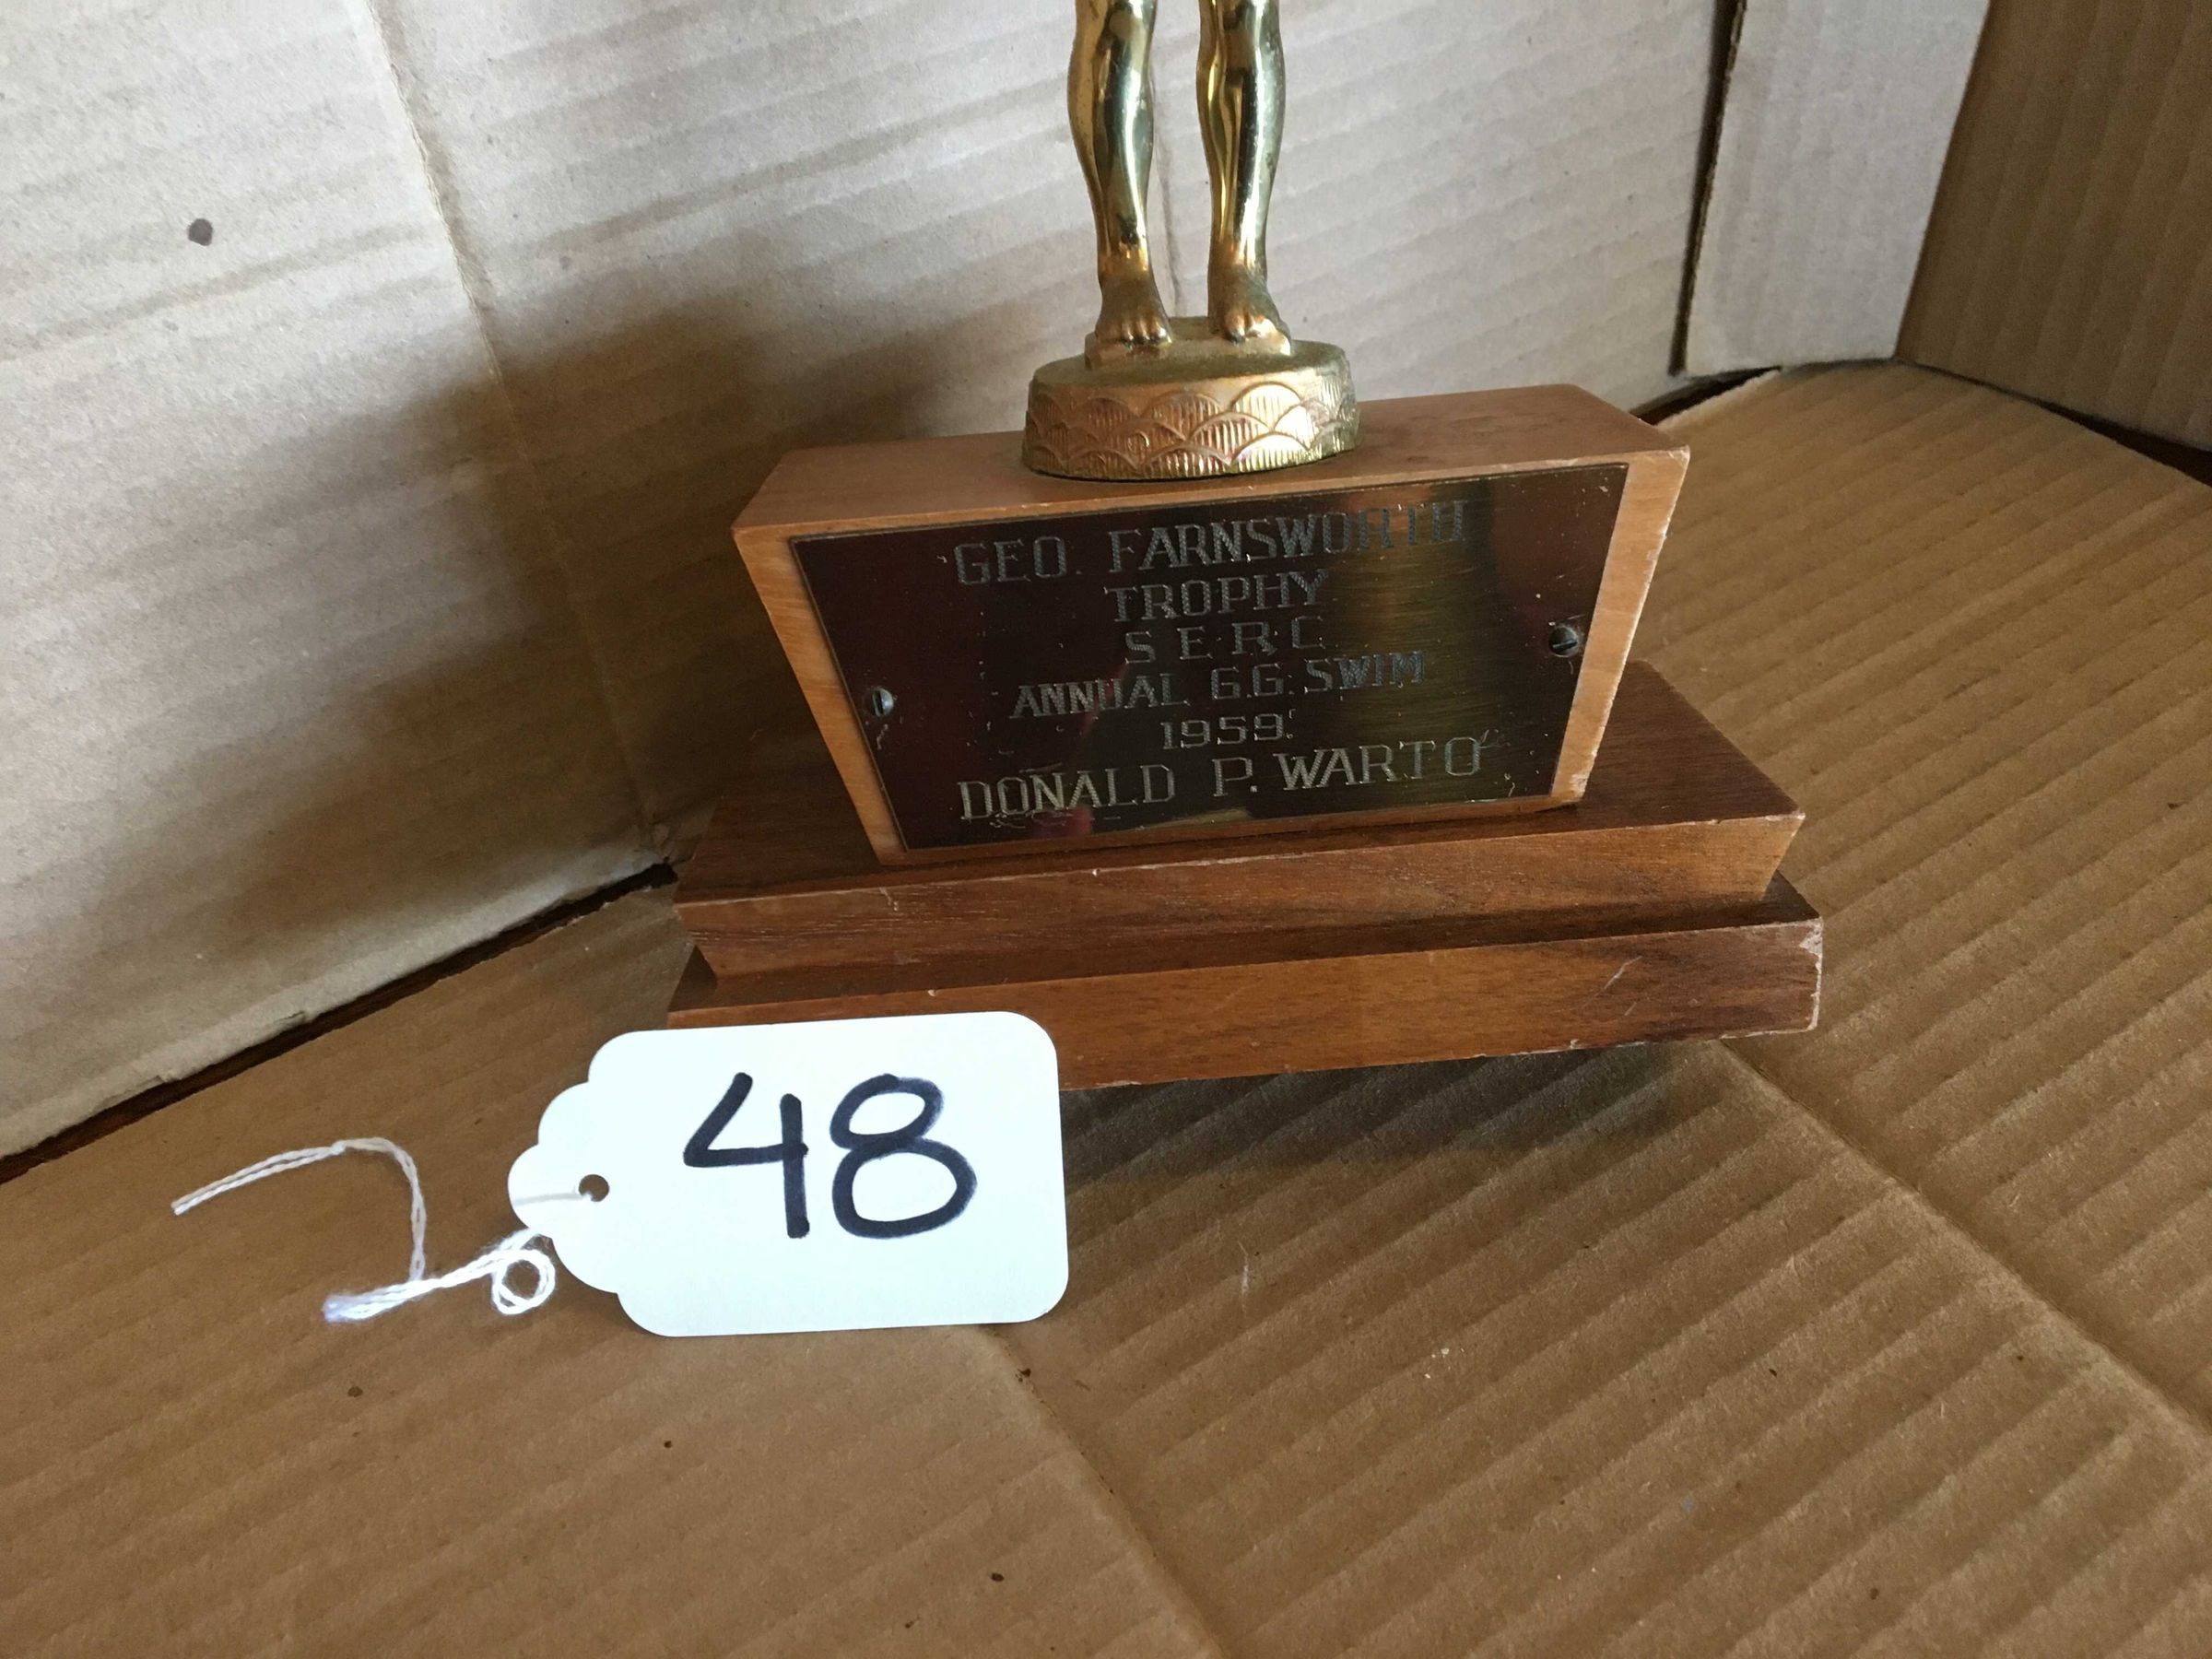 GEO. FARNSWORTH
TROPHY
S.E.R.C.
ANNUAL G.G. SWIM
1959
DONALD P. WARTO
48